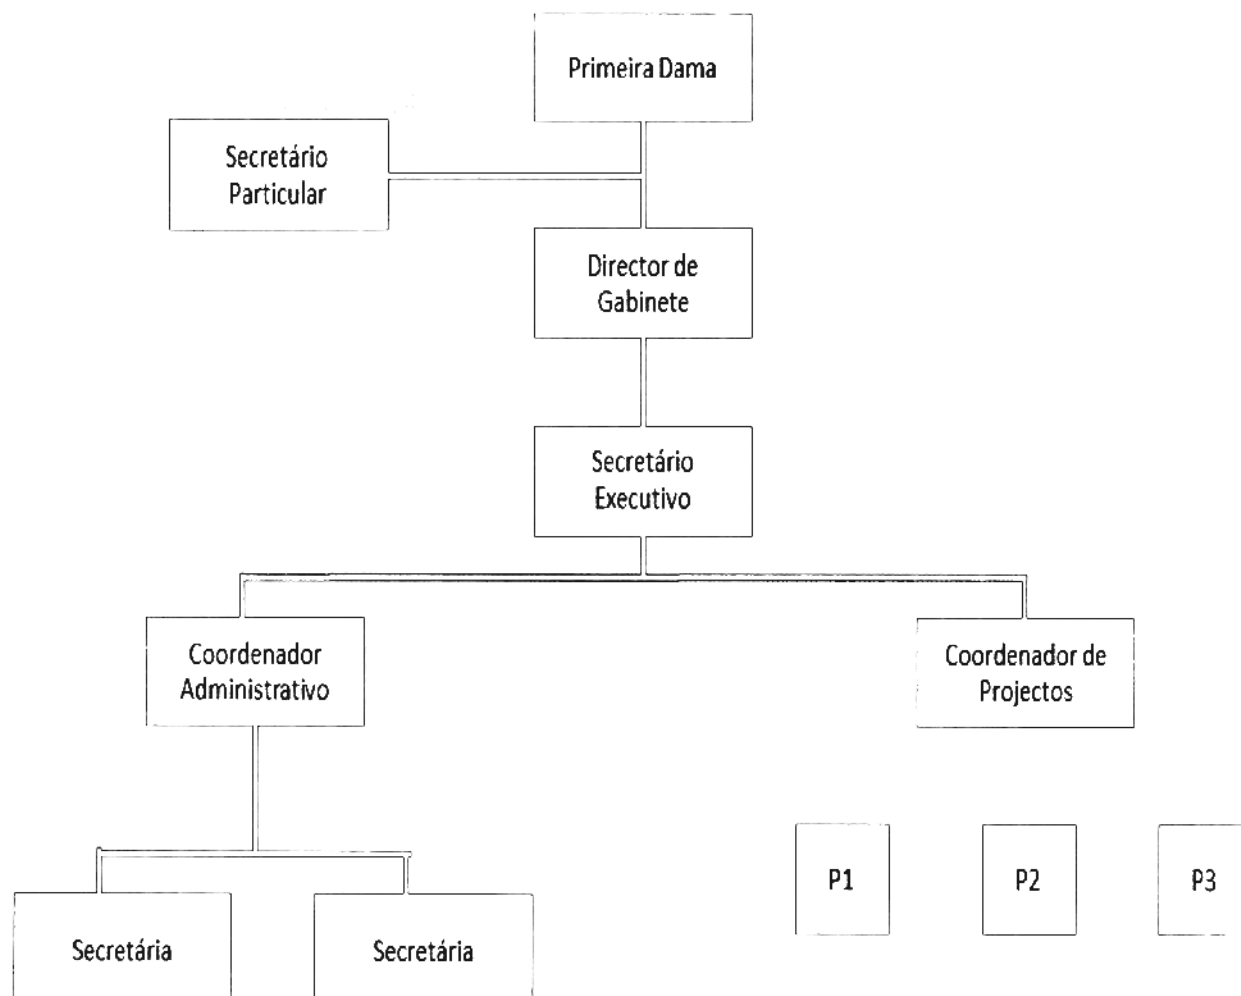 Primeira Dama
Secretário
Particular
Director de
Gabinete
Secretário
Executivo
Coordenador
Administrativo
Coordenador de
Projectos
P1
P2
P3
Secretária
Secretária